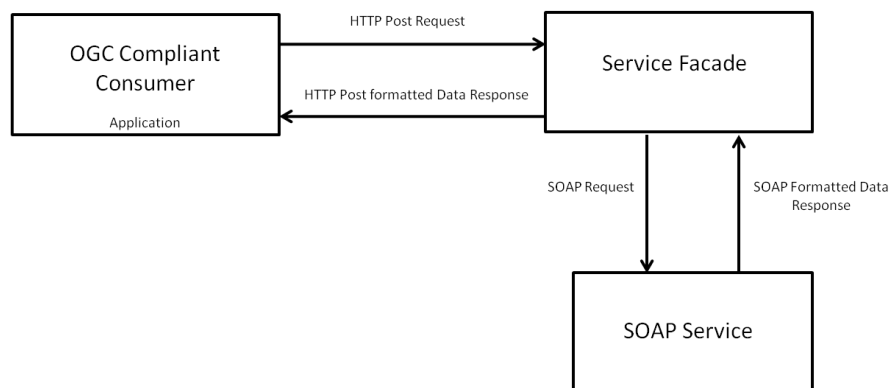 HTTP Post Request
OGC Compliant
Consumer
Application
Service Facade
HTTP Post formatted Data Response
SOAP Request
SOAP Formatted Data
Response
SOAP Service